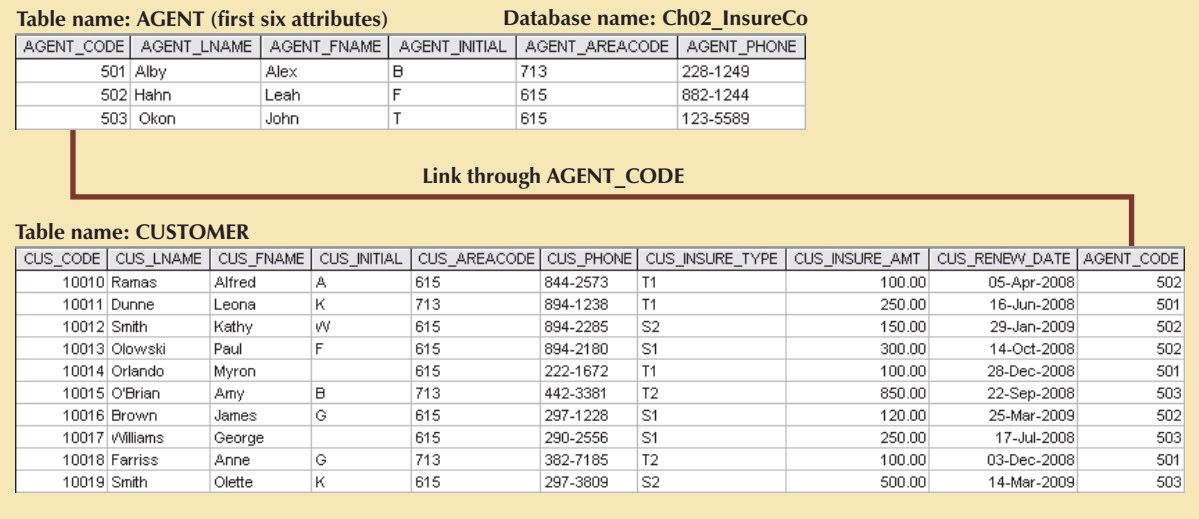 Table name: AGENT (first six attributes) Database name: Ch02_InsureCo
AGENT_CODE AGENT_LNAME AGENT_FNAME AGENT_INITIAL AGENT_AREACODE AGENT_PHONE
501 Alby Alex B 713 228-1249
502 Hahn Leah F 615 882-1244
503 Okon John T 615 123-5589
Link through AGENT_CODE
Table name: CUSTOMER
CUS_CODE CUS_LNAME CUS_FNAME CUS_INITIAL CUS_AREACODE CUS_PHONE CUS_INSURE_TYPE CUS_INSURE_AMT CUS_RENEW_DATE AGENT_CODE
10010 Ramas Alfred A 615 844-2573 T1 100.00 05-Apr-2008 502
10011 Dunne Leona K 713 894-1238 T1 250.00 16-Jun-2008 501
10012 Smith Kathy W 615 894-2285 S2 150.00 29-Jan-2009 502
10013 Olowski Paul F 615 894-2180 S1 300.00 14-Oct-2008 502
10014 Orlando Myron 615 222-1672 T1 100.00 28-Dec-2008 501
10015 O'Brian Amy B 713 442-3381 T2 850.00 22-Sep-2008 503
10016 Brown James G 615 297-1228 S1 120.00 25-Mar-2009 502
10017 Williams George 615 290-2556 S1 250.00 17-Jul-2008 503
10018 Farriss Anne G 713 382-7185 T2 100.00 03-Dec-2008 501
10019 Smith Olette K 615 297-3809 S2 500.00 14-Mar-2009 503